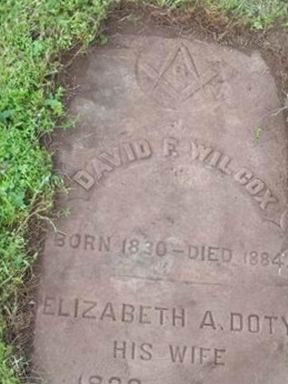 G
DAVID F. WILCOX
BORN 1830 – DIED 1884
ELIZABETH A. DOTY
HIS WIFE